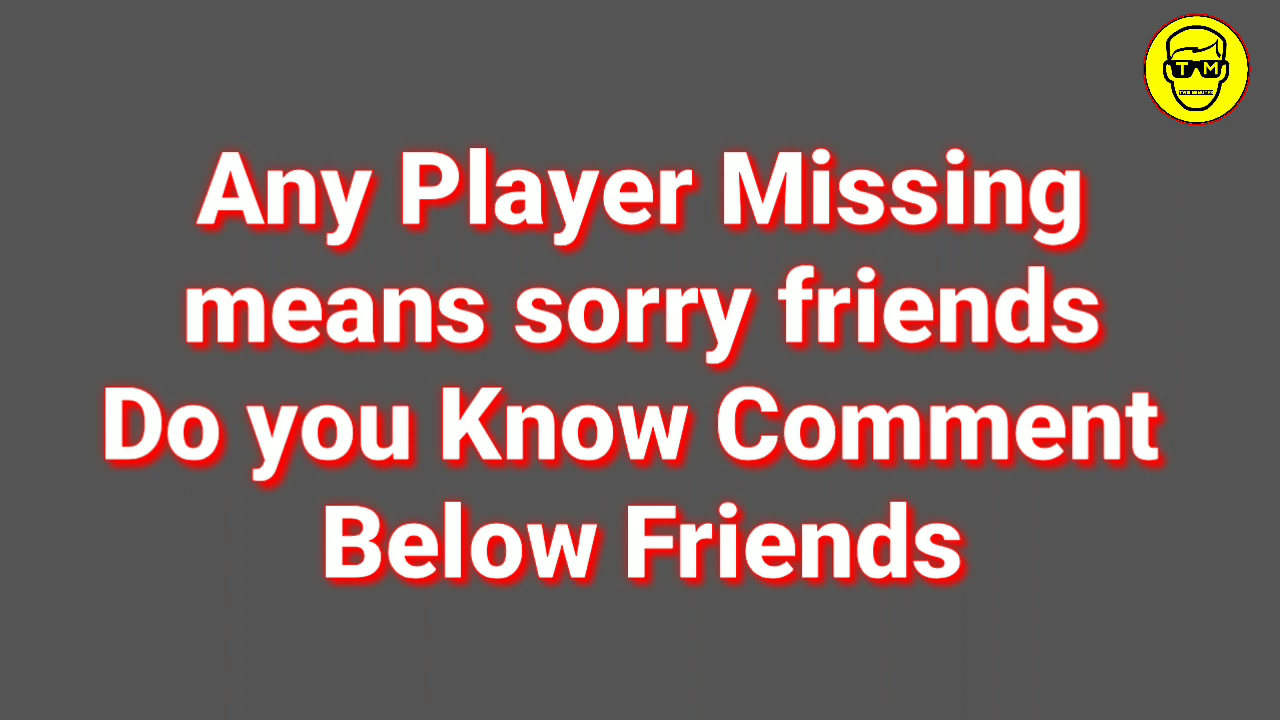 T M
Any Player Missing
means sorry friends
Do you Know Comment
Below Friends